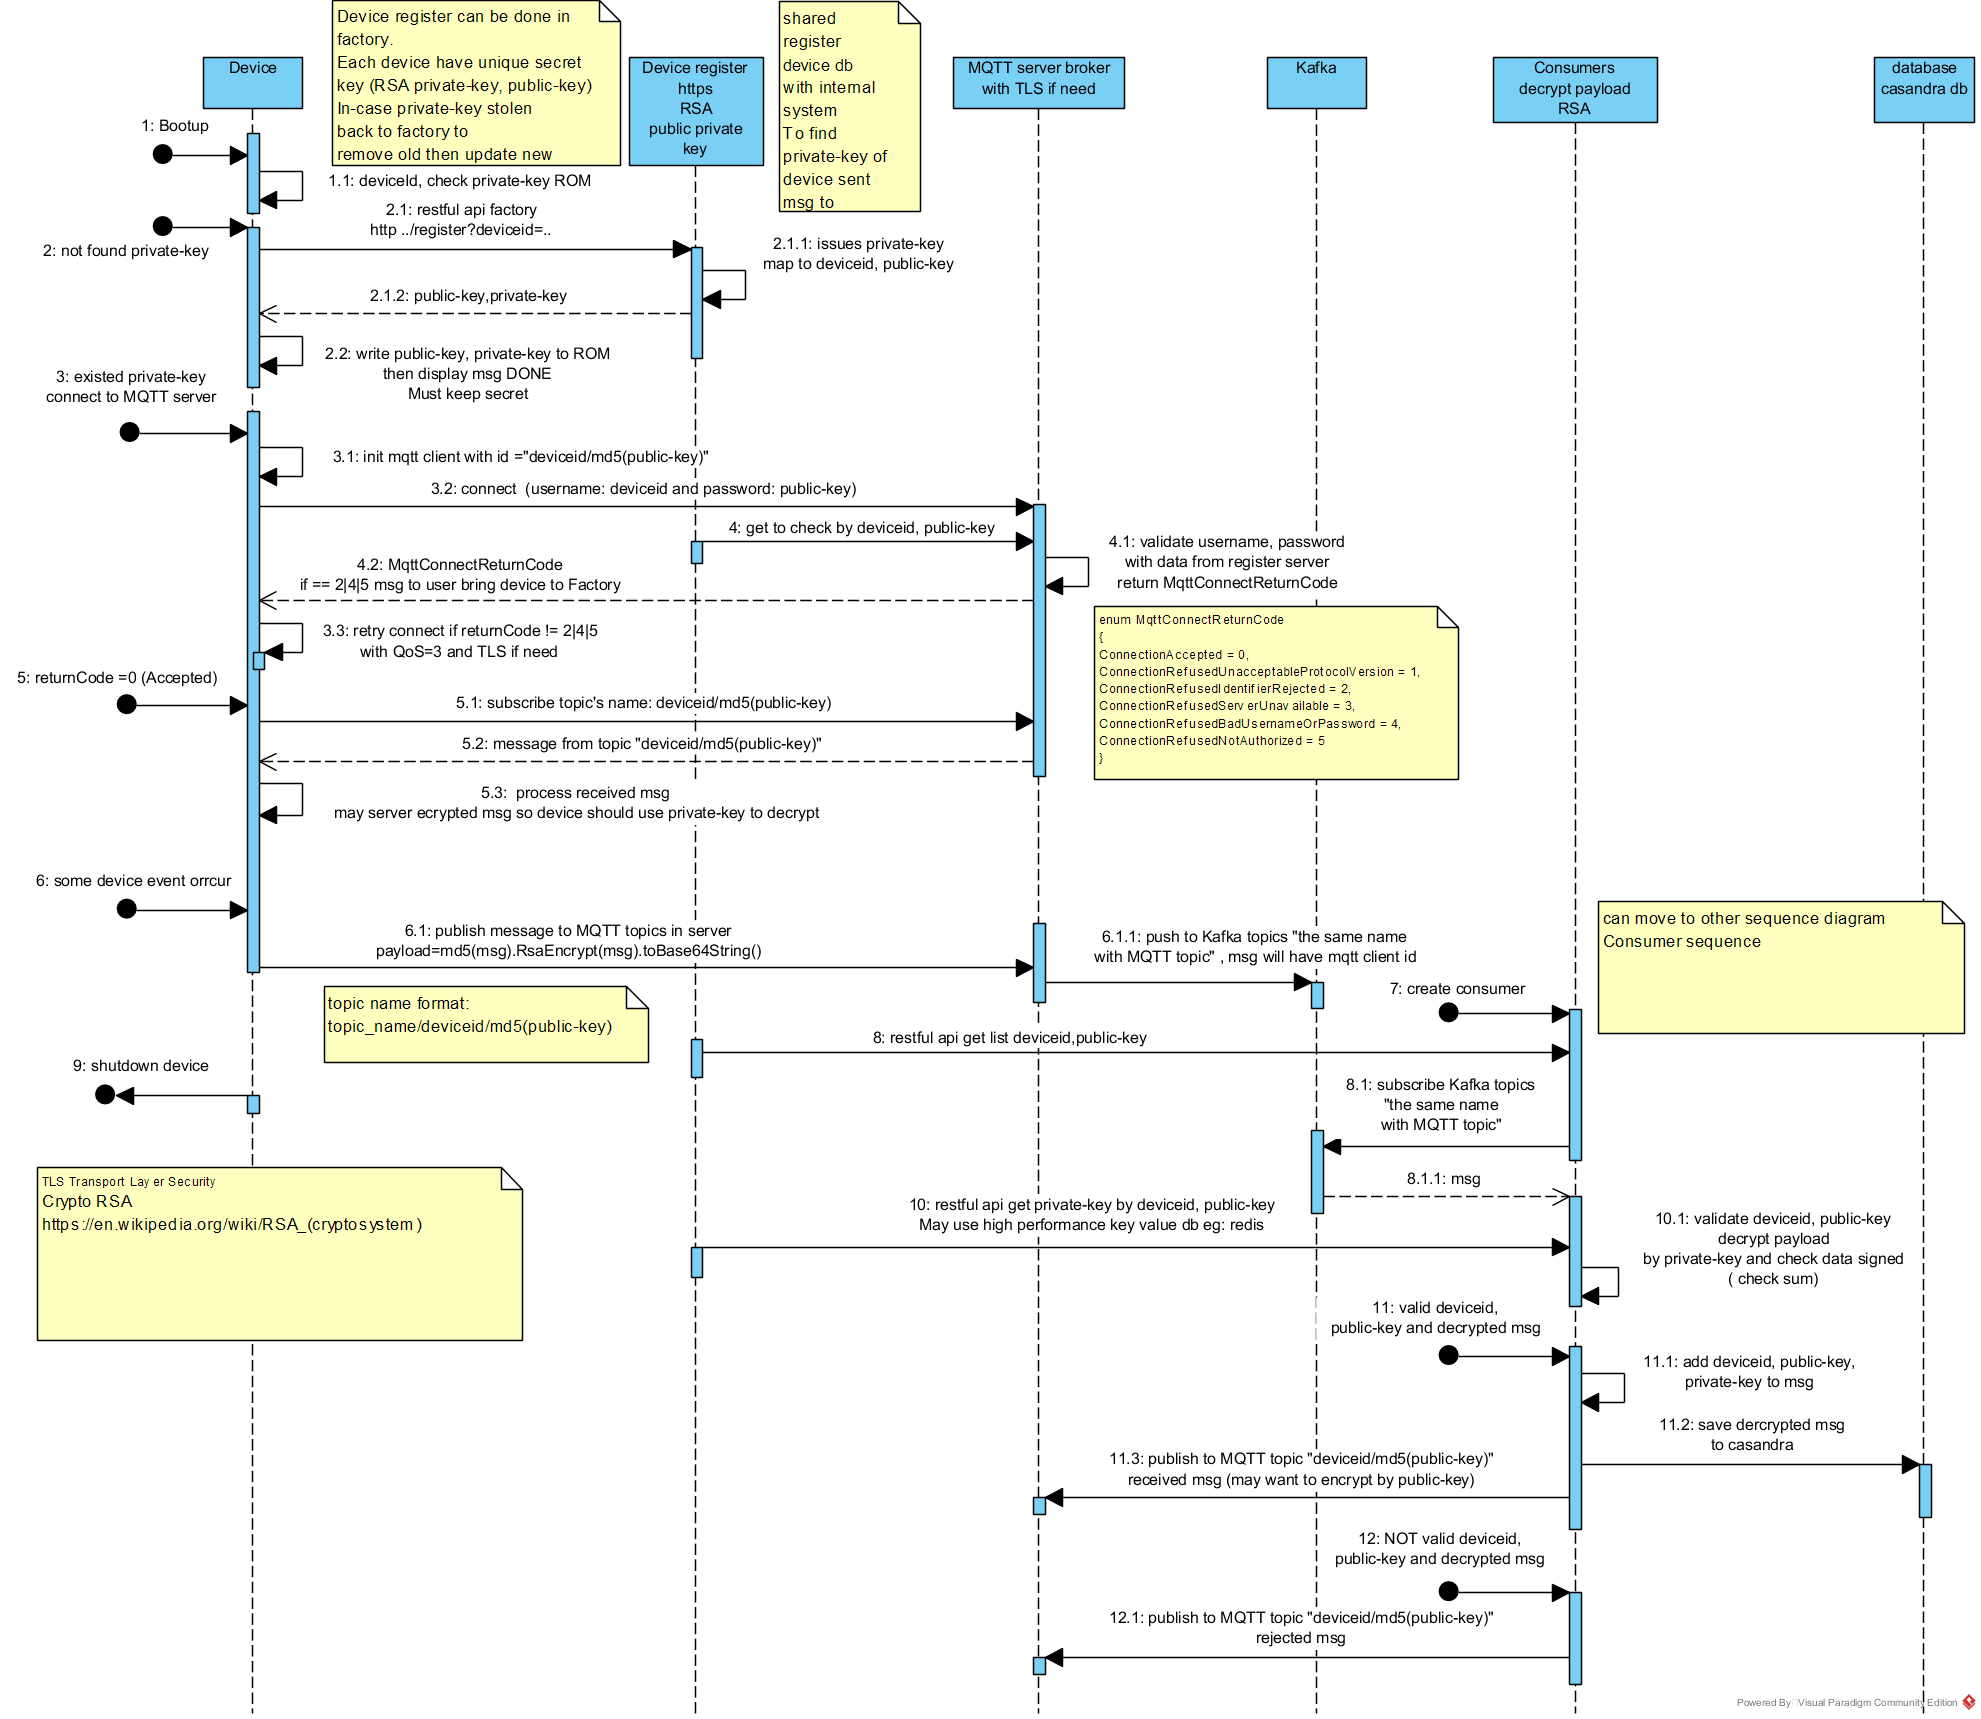 Device register can be done in
factory.
Each device have unique secret
key (RSA private-key, public-key)
In-case private-key stolen
back to factory to
remove old then update new
shared
register
device db
with internal
system
To find
private-key of
device sent
msg to
Device
Device register
https
RSA
public private
key
MQTT server broker
with TLS if need
Kafka
Consumers
decrypt payload
RSA
database
casandra db
1: Bootup
1.1: deviceId, check private-key ROM
2: not found private-key
2.1: restful api factory
http ../register?deviceid=..
2.1.1: issues private-key
map to deviceid, public-key
2.1.2: public-key,private-key
2.2: write public-key, private-key to ROM
then display msg DONE
Must keep secret
3: existed private-key
connect to MQTT server
3.1: init mqtt client with id ="deviceid/md5(public-key)"
3.2: connect  (username: deviceid and password: public-key)
4: get to check by deviceid, public-key
4.1: validate username, password
with data from register server
return MqttConnectReturnCode
4.2: MqttConnectReturnCode
if == 2|4|5 msg to user bring device to Factory
enum MqttConnectReturnCode
{
ConnectionAccepted = 0,
ConnectionRefusedUnacceptableProtocolVersion = 1,
ConnectionRefusedIdentifierRejected = 2,
ConnectionRefusedServerUnavailable = 3,
ConnectionRefusedBadUsernameOrPassword = 4,
ConnectionRefusedNotAuthorized = 5
}
3.3: retry connect if returnCode != 2|4|5
with QoS=3 and TLS if need
5: returnCode =0 (Accepted)
5.1: subscribe topic's name: deviceid/md5(public-key)
5.2: message from topic "deviceid/md5(public-key)"
5.3:  process received msg
may server ecrypted msg so device should use private-key to decrypt
6: some device event orrcur
6.1: publish message to MQTT topics in server
payload=md5(msg).RsaEncrypt(msg).toBase64String()
6.1.1: push to Kafka topics "the same name
with MQTT topic" , msg will have mqtt client id
can move to other sequence diagram
Consumer sequence
topic name format:
topic_name/deviceid/md5(public-key)
7: create consumer
8: restful api get list deviceid,public-key
9: shutdown device
8.1: subscribe Kafka topics
"the same name
with MQTT topic"
8.1.1: msg
TLS Transport Layer Security
Crypto RSA
https://en.wikipedia.org/wiki/RSA_(cryptosystem)
10: restful api get private-key by deviceid, public-key
May use high performance key value db eg: redis
10.1: validate deviceid, public-key
decrypt payload
by private-key and check data signed
( check sum)
11: valid deviceid,
public-key and decrypted msg
11.1: add deviceid, public-key,
private-key to msg
11.2: save dercrypted msg
to casandra
11.3: publish to MQTT topic "deviceid/md5(public-key)"
received msg (may want to encrypt by public-key)
12: NOT valid deviceid,
public-key and decrypted msg
12.1: publish to MQTT topic "deviceid/md5(public-key)"
rejected msg
Powered By Visual Paradigm Community Edition